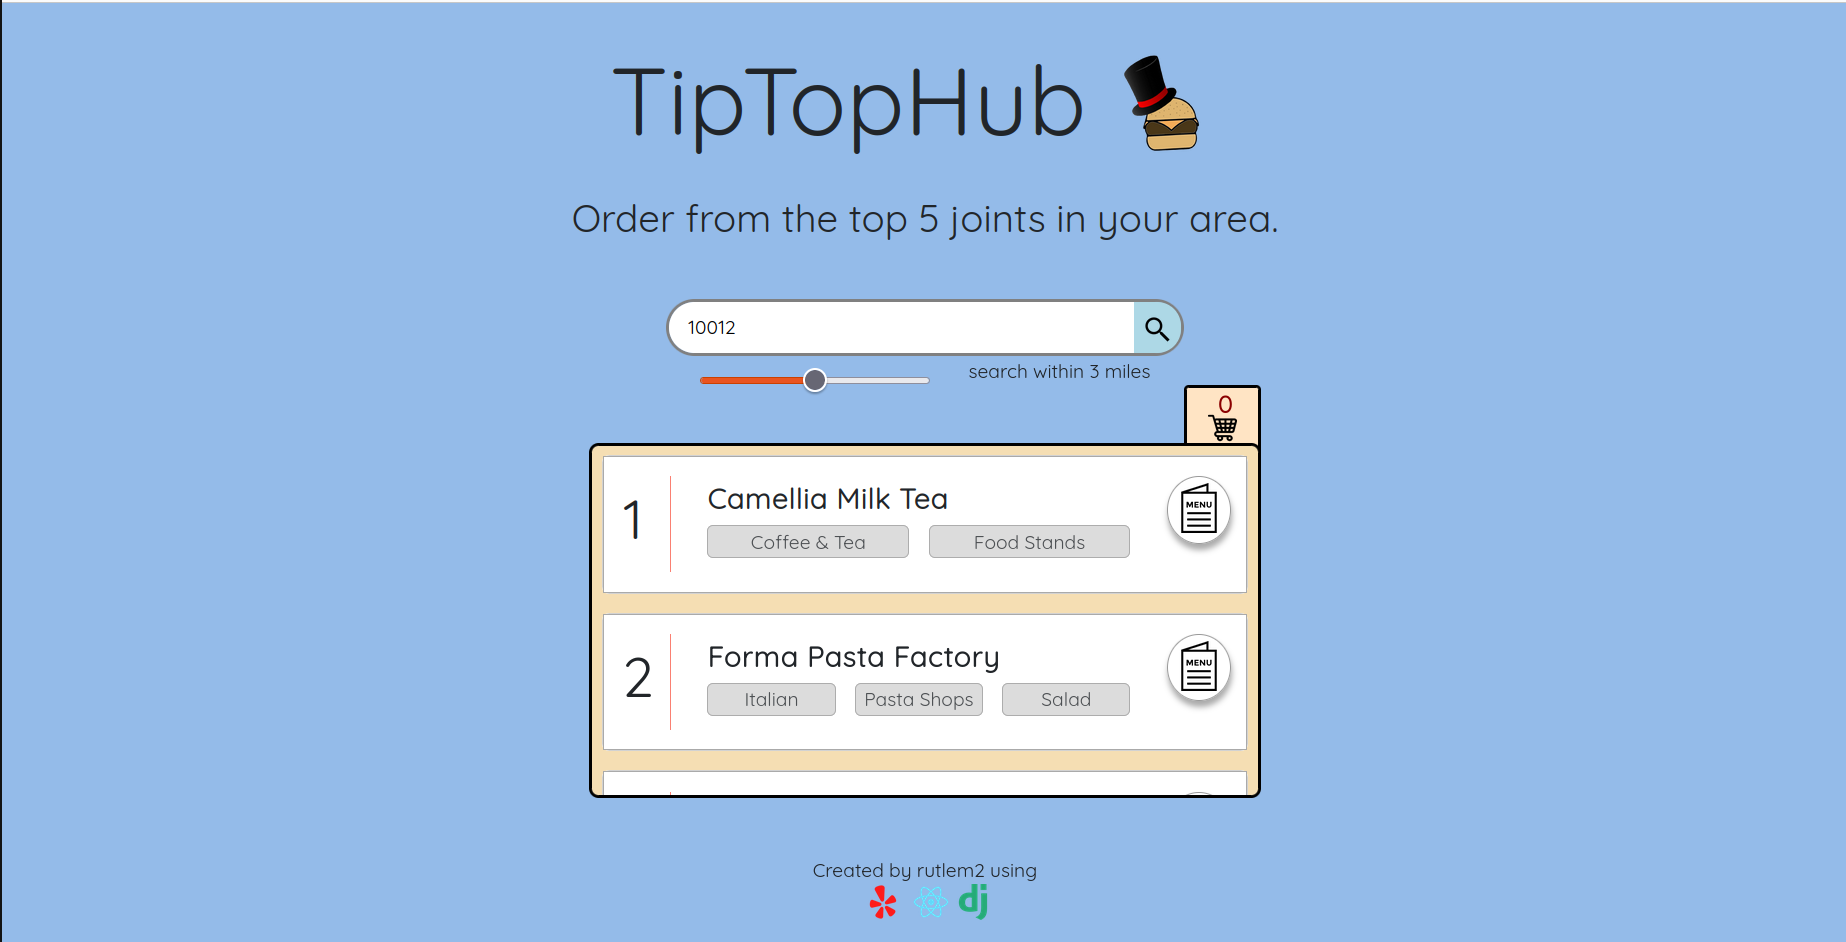 TipTopHub
Order from the top 5 joints in your area.
10012
search within 3 miles
0
1
Camellia Milk Tea
Coffee & Tea
Food Stands
MENU
2
Forma Pasta Factory
Italian
Pasta Shops
Salad
MENU
Created by rutlem2 using
dj